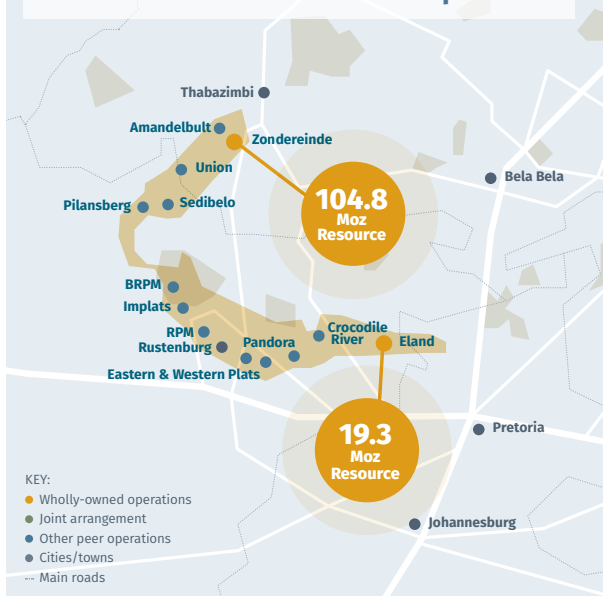 Thabazimbi
Amandelbult
Zondereinde
Union
Bela Bela
Pilansberg
Sedibelo
104.8
Moz
Resource
BRPM
Implats
RPM
Rustenburg
Pandora
Crocodile
River
Eland
Eastern & Western Plats
19.3
Moz
Resource
Pretoria
Johannesburg
KEY:
Wholly-owned operations
Joint arrangement
Other peer operations
Cities/towns
Main roads